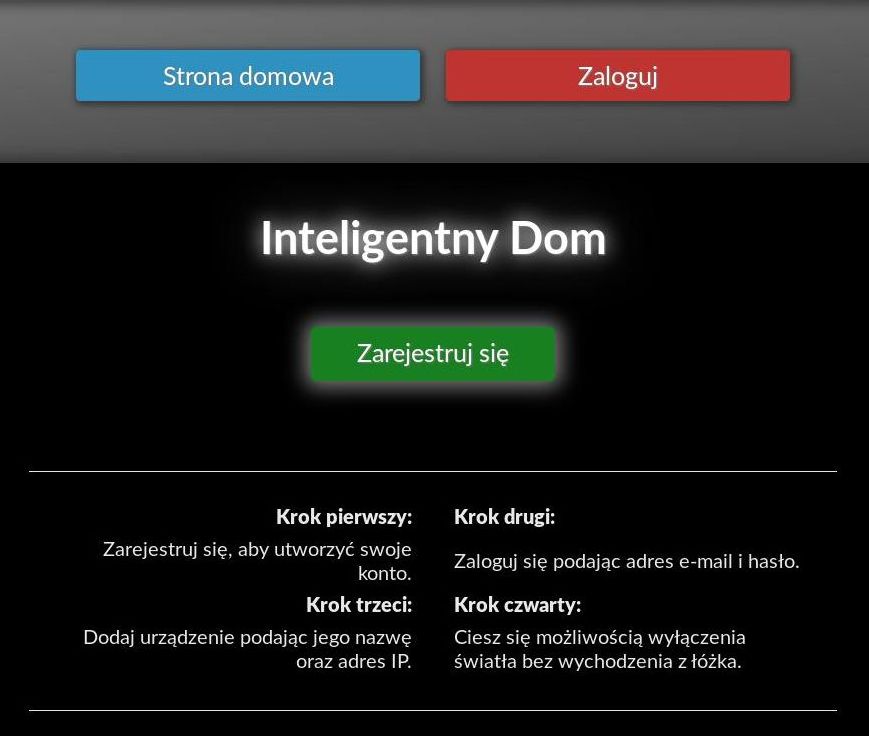 Strona domowa
Zaloguj
Inteligentny Dom
Zarejestruj się
Krok pierwszy:
Zarejestruj się, aby utworzyć swoje
konto.
Krok drugi:
Zaloguj się podając adres e-mail i hasło.
Krok trzeci:
Dodaj urządzenie podając jego nazwę
oraz adres IP.
Krok czwarty:
Ciesz się możliwością wyłączenia
światła bez wychodzenia z łóżka.